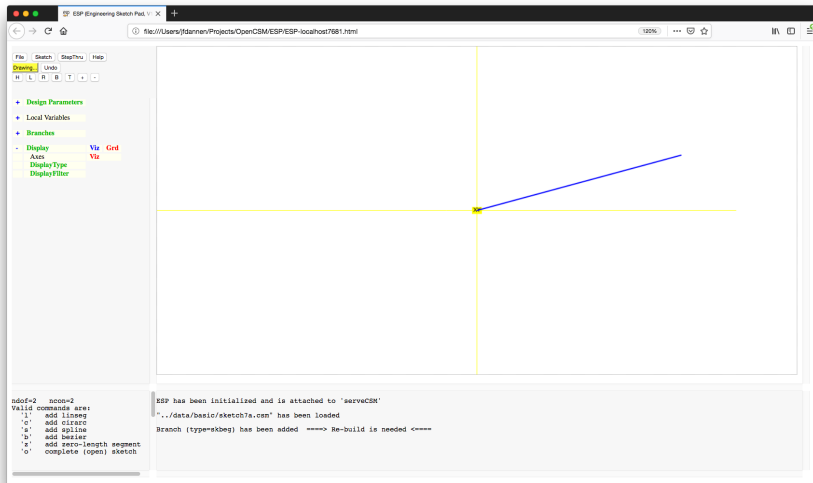 ESP (Engineering Sketch Pad, V
file:///Users/jfdannen/Projects/OpenCSM/ESP/ESP-localhost7681.html
120%
File Sketch StepThru Help
Drawing... Undo
H L R B T + -
+ Design Parameters
+ Local Variables
+ Branches
- Display Viz Grd
Axes Viz
DisplayType
DisplayFilter
ndof=2 ncon=2
Valid commands are:
'l' add linseg
'c' add cirarc
's' add spline
'b' add bezier
'z' add zero-length segment
'o' complete (open) sketch
ESP has been initialized and is attached to 'serveCSM'
"../data/basic/sketch7a.csm" has been loaded
Branch (type=skbeg) has been added ====> Re-build is needed <====